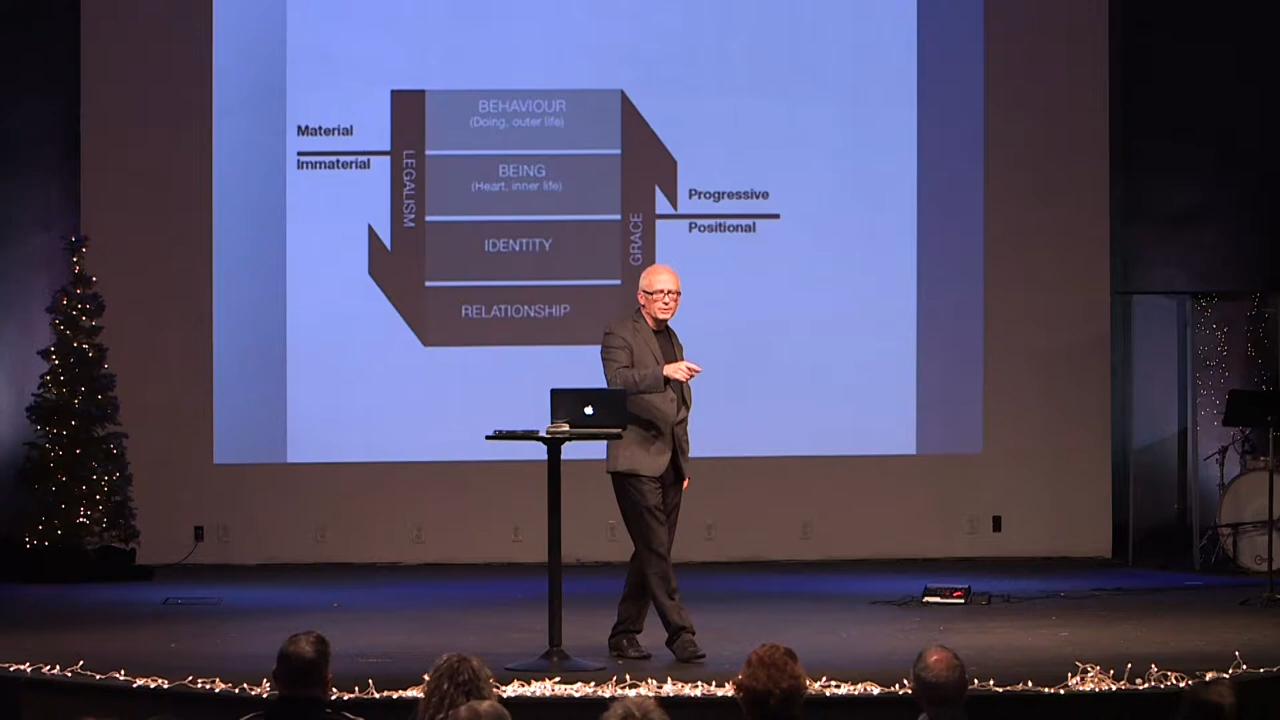 BEHAVIOUR
(Doing, outer life)
Material
Immaterial
LEGALISM
BEING
(Heart, inner life)
Progressive
Positional
GRACE
IDENTITY
RELATIONSHIP